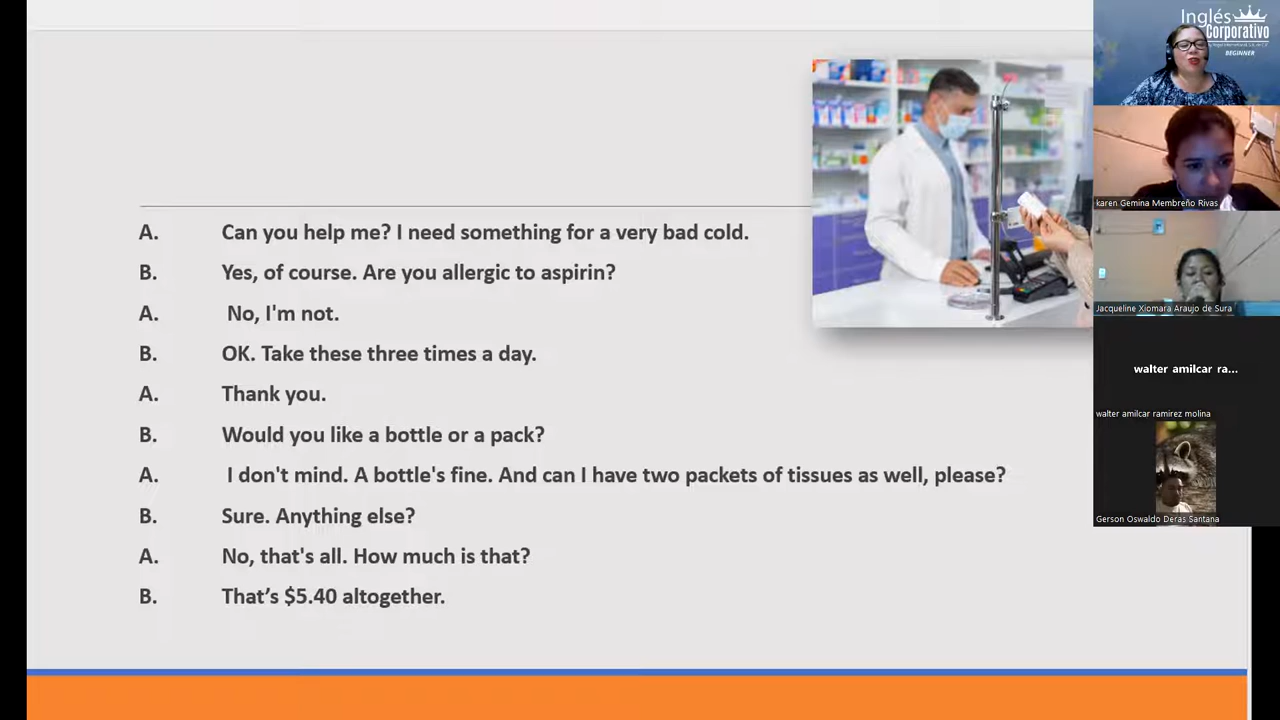 A. Can you help me? I need something for a very bad cold.
B. Yes, of course. Are you allergic to aspirin?
A. No, I'm not.
B. OK. Take these three times a day.
A. Thank you.
B. Would you like a bottle or a pack?
A. I don't mind. A bottle's fine. And can I have two packets of tissues as well, please?
B. Sure. Anything else?
A. No, that's all. How much is that?
B. That’s $5.40 altogether.
Inglés
Corporativo
BEGINNER
karen Gemina Membreño Rivas
Jacqueline Xiomara Araujo de Sura
walter amilcar ra...
walter amilcar ramirez molina
Gerson Oswaldo Deras Santana